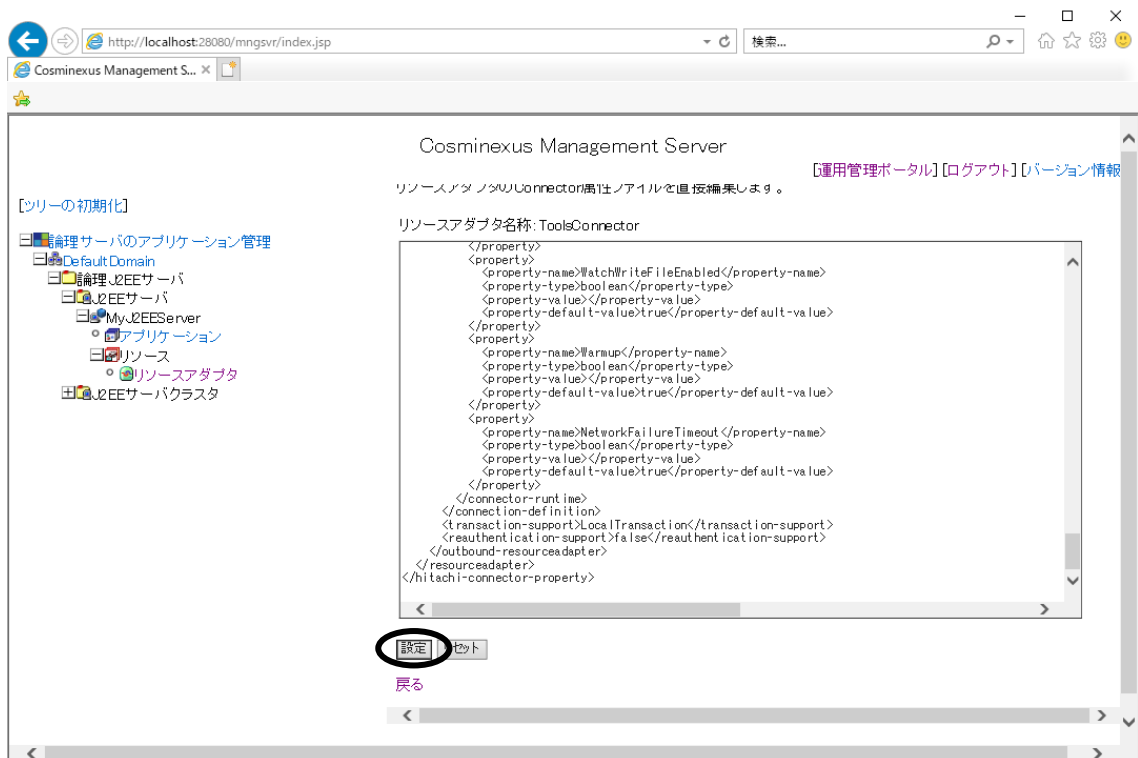 http://localhost:28080/mngsvr/index.jsp
検索...
Cosminexus Management S...
Cosminexus Management Server
[運用管理ポータル] [ログアウト] [バージョン情報
[ツリーの初期化]
論理サーバのアプリケーション管理
DefaultDomain
論理J2EEサーバ
J2EEサーバ
MyJ2EEServer
アプリケーション
リソース
リソースアダプタ
J2EEサーバクラスタ
リソースアダプタのConnector属性ファイルを直接編集します。
リソースアダプタ名称: ToolsConnector
</property>
<property>
<property-name>WatchWriteFileEnabled</property-name>
<property-type>boolean</property-type>
<property-value></property-value>
<property-default-value>true</property-default-value>
</property>
<property>
<property-name>Warmup</property-name>
<property-type>boolean</property-type>
<property-value></property-value>
<property-default-value>true</property-default-value>
</property>
<property>
<property-name>NetworkFailureTimeout</property-name>
<property-type>boolean</property-type>
<property-value></property-value>
<property-default-value>true</property-default-value>
</property>
</connector-runtime>
</connection-definition>
<transaction-support>LocalTransaction</transaction-support>
<reauthentication-support>false</reauthentication-support>
</outbound-resourceadapter>
</resourceadapter>
</hitachi-connector-property>
設定 セット
戻る